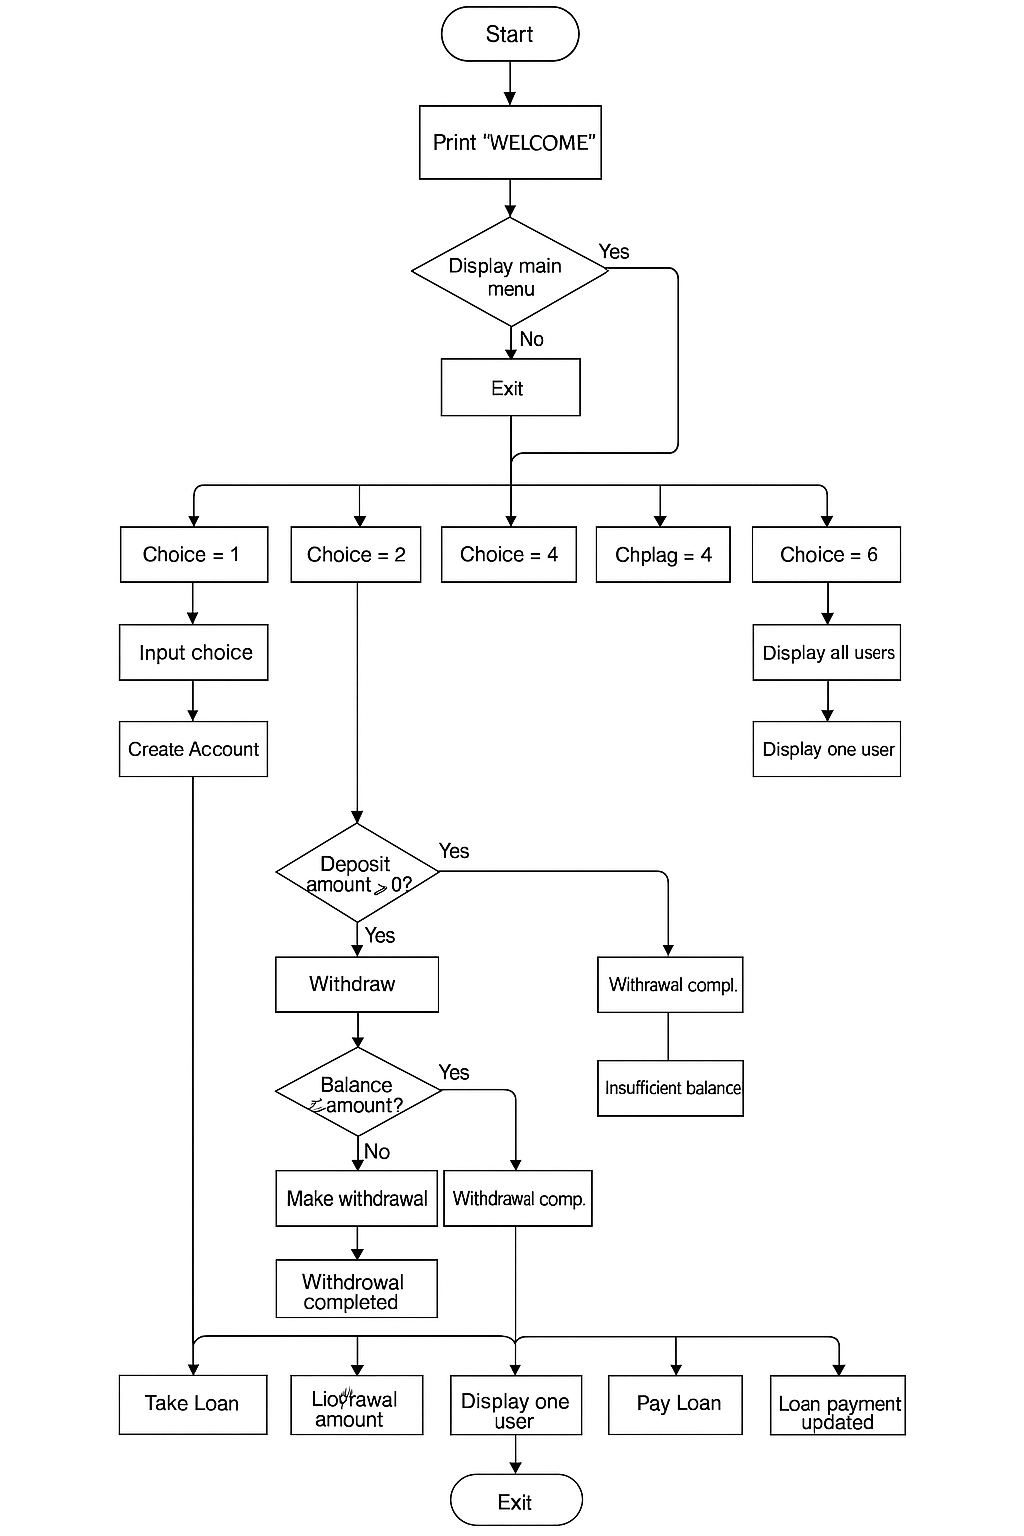 Start
Print "WELCOME"
Display main
menu
Yes
No
Exit
Choice = 1
Choice = 2
Choice = 4
Chplag = 4
Choice = 6
Input choice
Display all users
Create Account
Display one user
Deposit
amount 0?
Yes
Yes
Withdraw
Withrawal compl.
Balance
amount?
Yes
Insufficient balance
No
Make withdrawal
Withdrawal comp.
Withdrowal
completed
Take Loan
amount
Display one
user
Pay Loan
Loan payment
updated
Exit